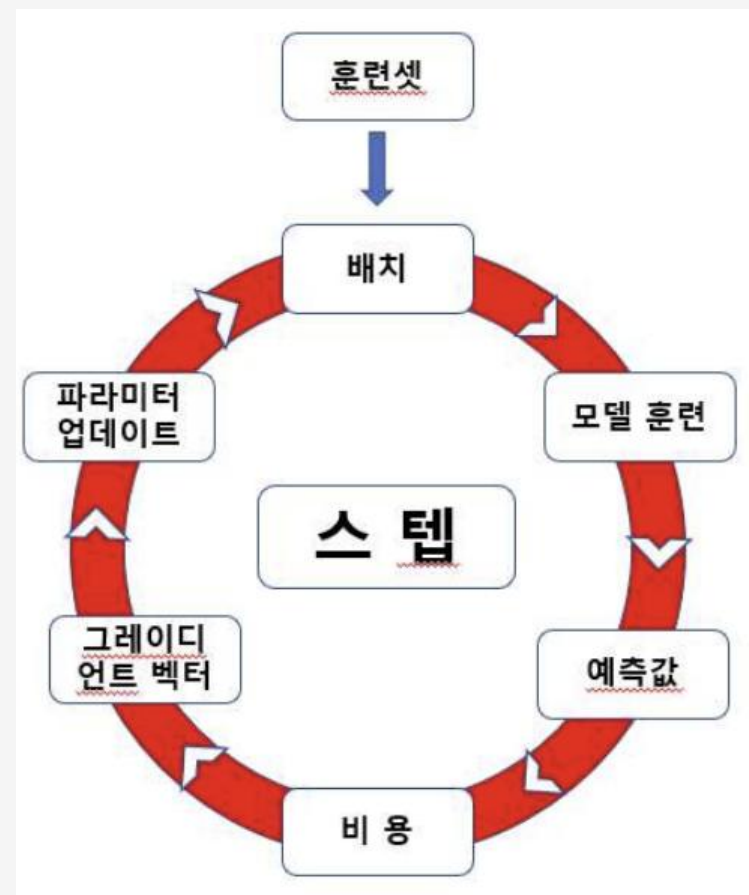 훈련셋
배치
모델 훈련
예측값
비 용
그레이디
언트 벡터
파라미터
업데이트
스 텝